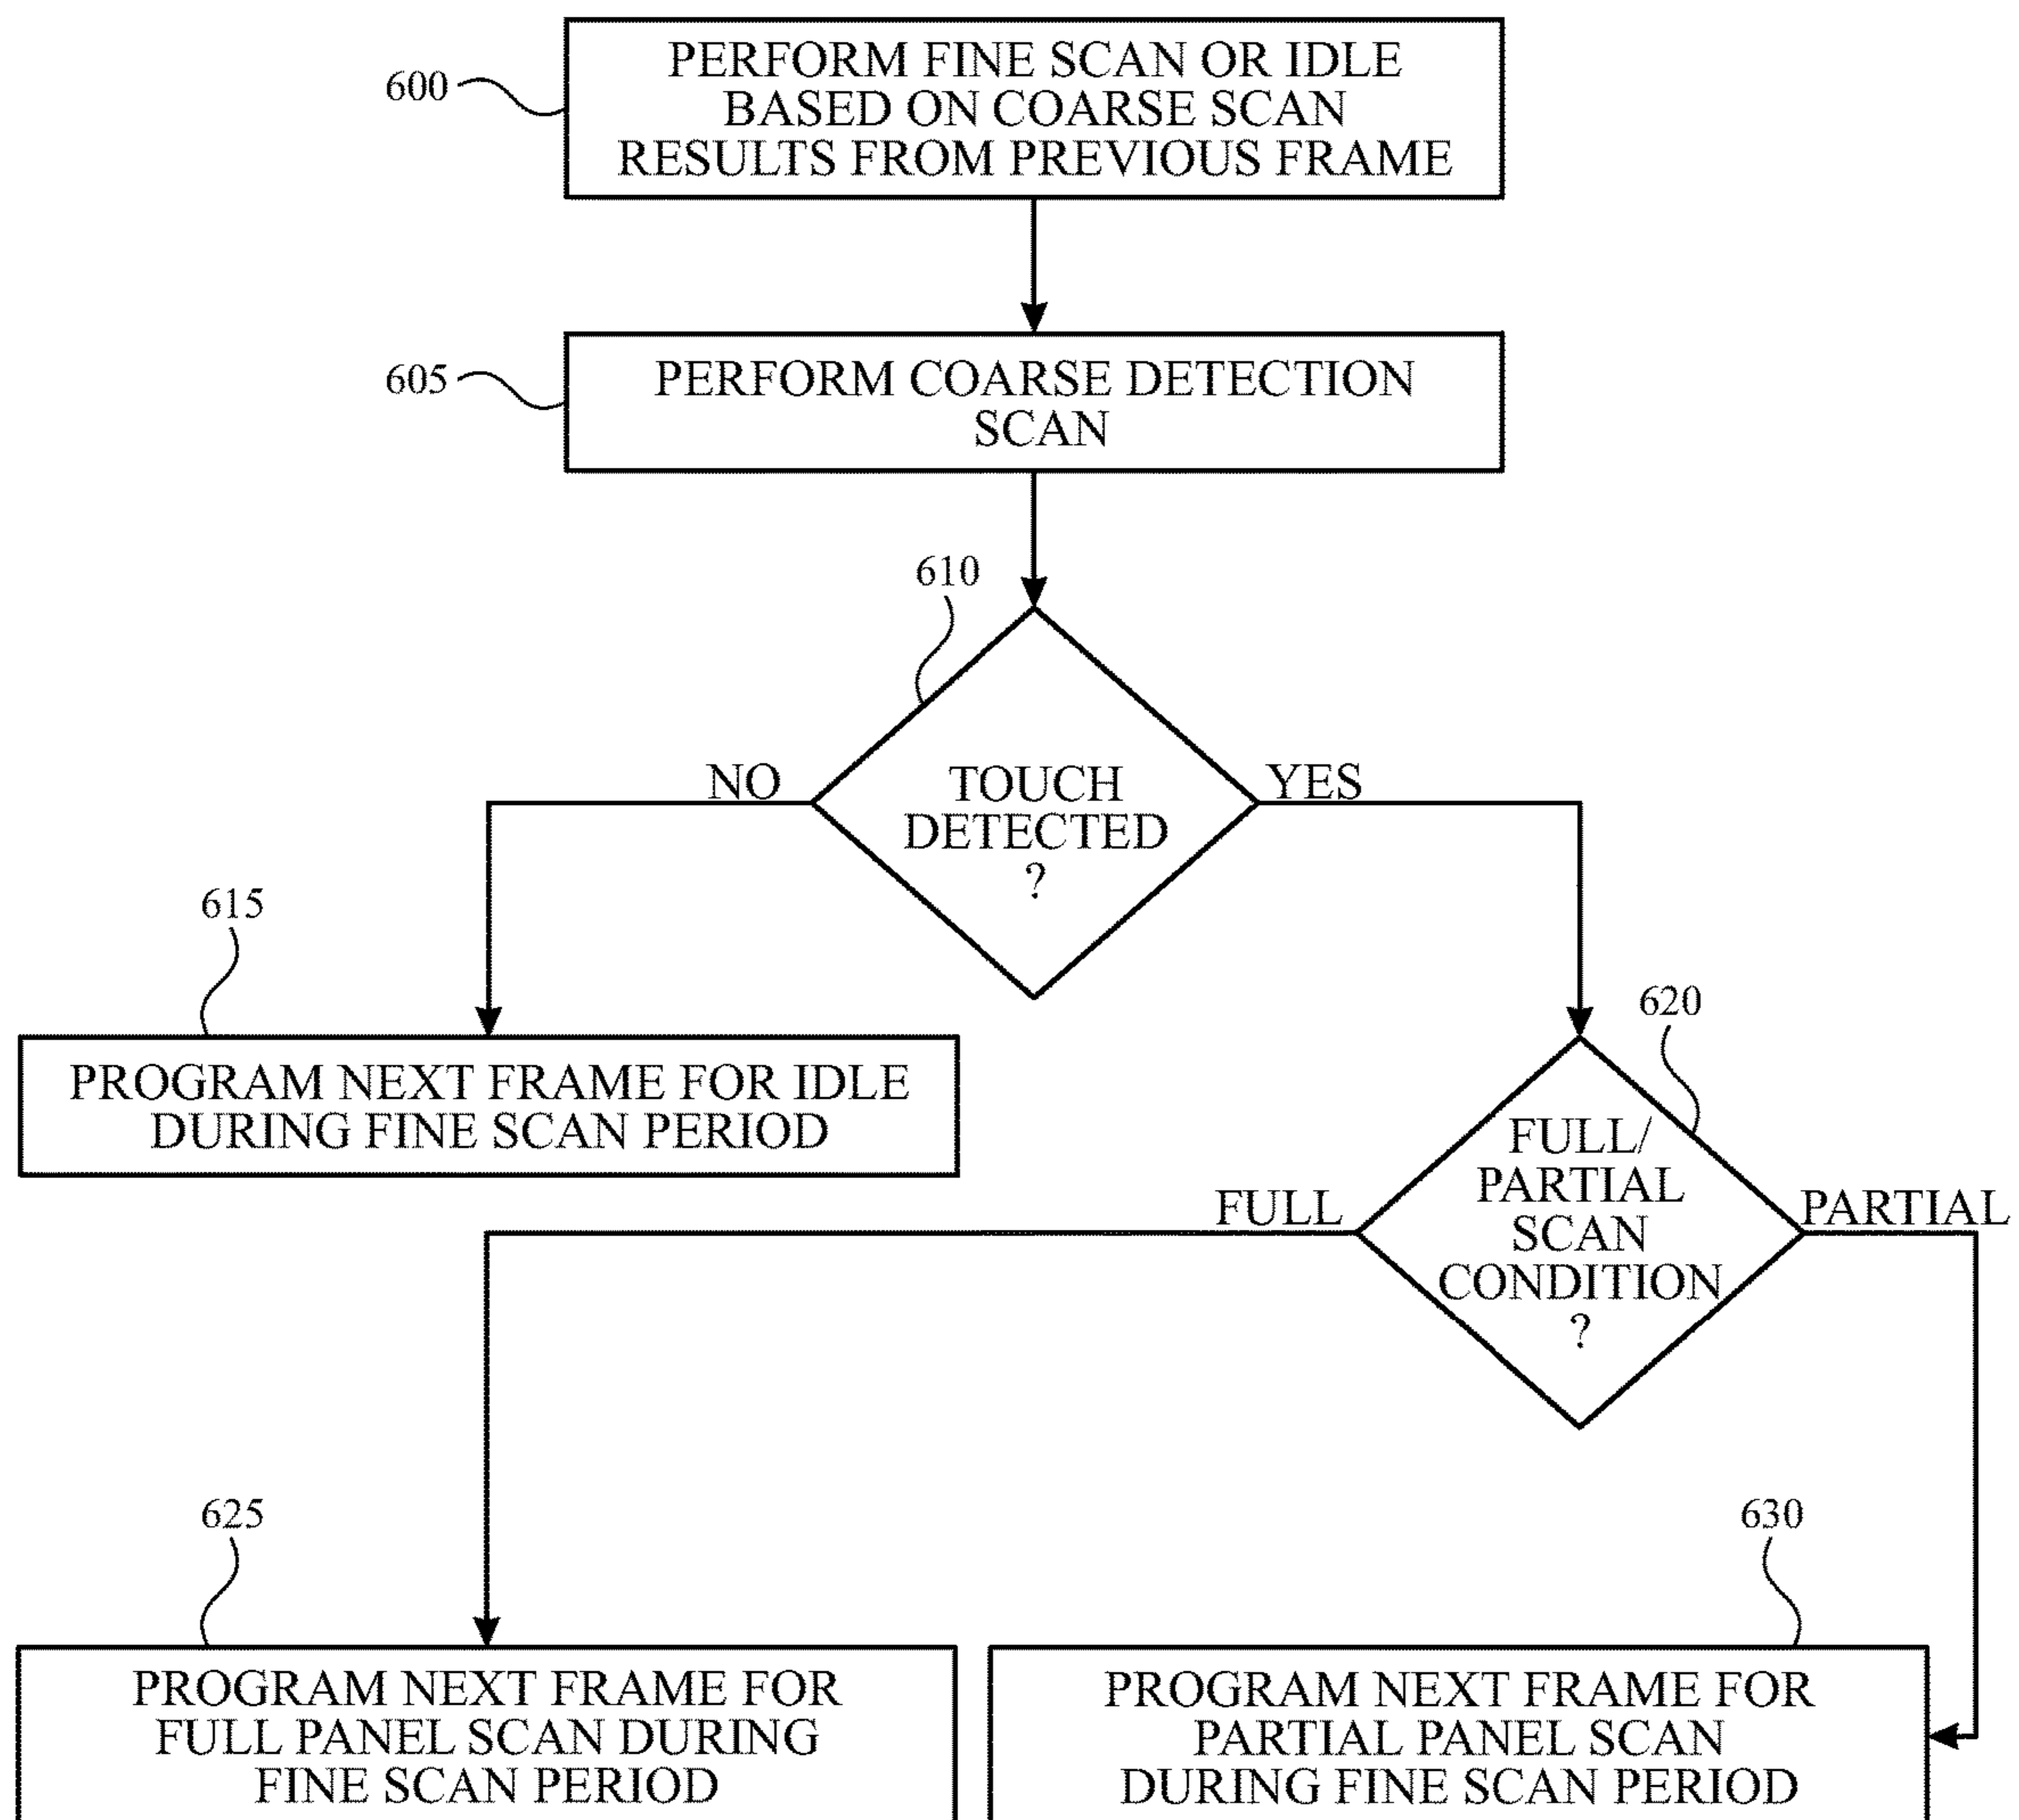 600
PERFORM FINE SCAN OR IDLE
BASED ON COARSE SCAN
RESULTS FROM PREVIOUS FRAME
605
PERFORM COARSE DETECTION
SCAN
610
TOUCH
DETECTED
?
NO
YES
615
PROGRAM NEXT FRAME FOR IDLE
DURING FINE SCAN PERIOD
620
FULL/
PARTIAL
SCAN
CONDITION
?
FULL
PARTIAL
625
PROGRAM NEXT FRAME FOR
FULL PANEL SCAN DURING
FINE SCAN PERIOD
630
PROGRAM NEXT FRAME FOR
PARTIAL PANEL SCAN
DURING FINE SCAN PERIOD